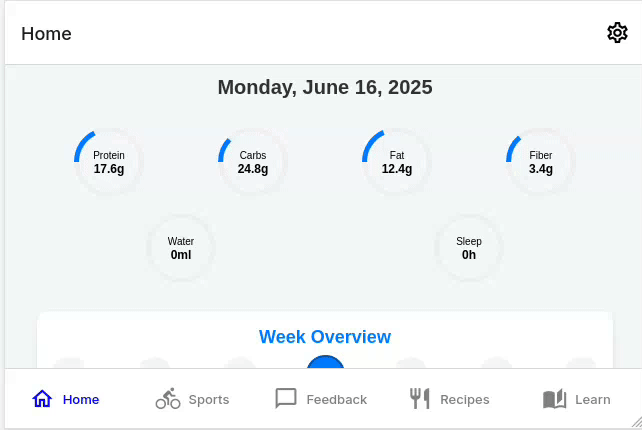 Home
Monday, June 16, 2025
Protein
17.6g
Carbs
24.8g
Fat
12.4g
Fiber
3.4g
Water
0ml
Sleep
0h
Week Overview
Home
Sports
Feedback
Recipes
Learn